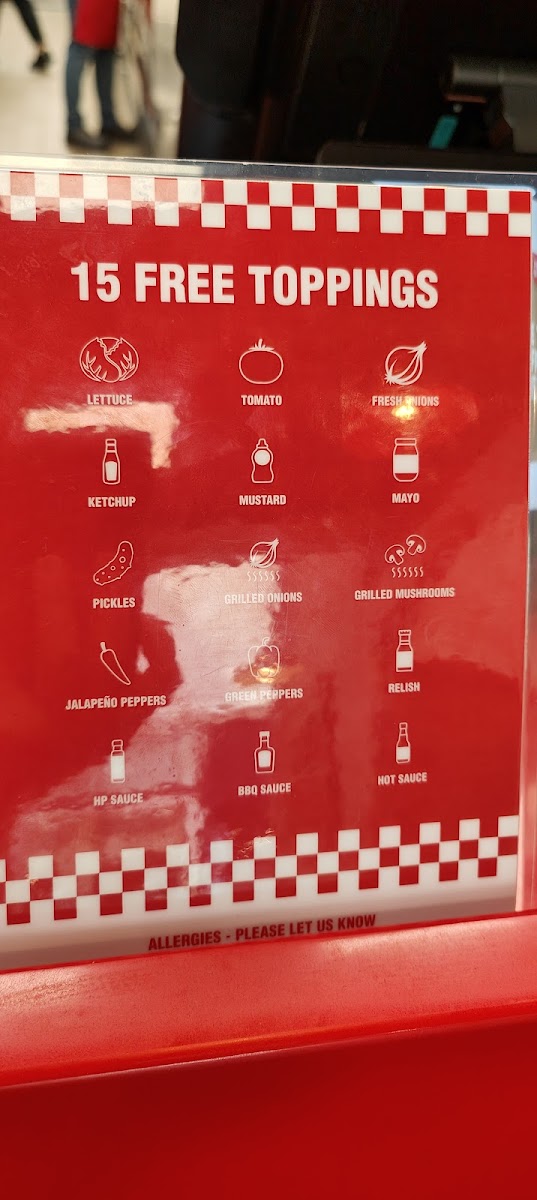 15 FREE TOPPINGS
LETTUCE TOMATO FRESH ONIONS
KETCHUP MUSTARD MAYO
PICKLES GRILLED ONIONS GRILLED MUSHROOMS
JALAPEÑO PEPPERS GREEN PEPPERS RELISH
HP SAUCE BBQ SAUCE HOT SAUCE
ALLERGIES - PLEASE LET US KNOW